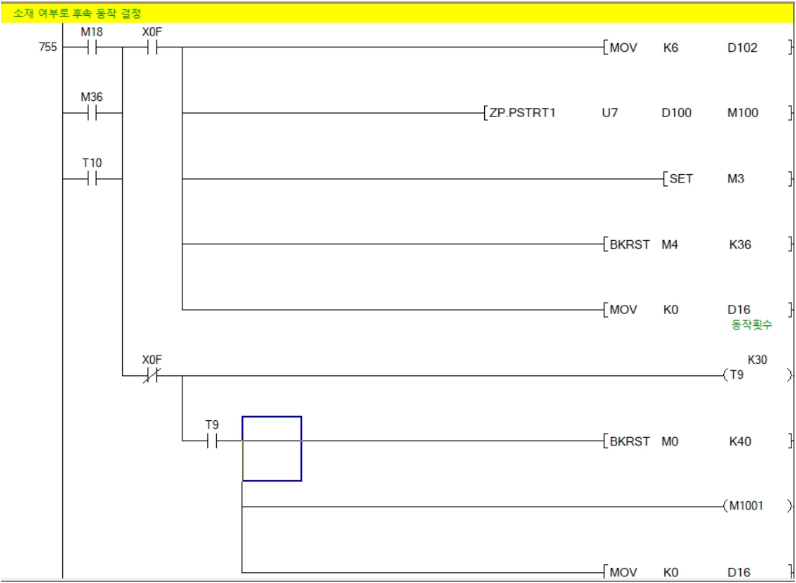 소재 여부로 후속 동작 결정
M18 X0F
755 MOV K6 D102
M36
ZP.PSTRT1 U7 D100 M100
T10
SET M3
BKRST M4 K36
MOV K0 D16
동작횟수
X0F K30
T9
T9
BKRST M0 K40
M1001
MOV K0 D16